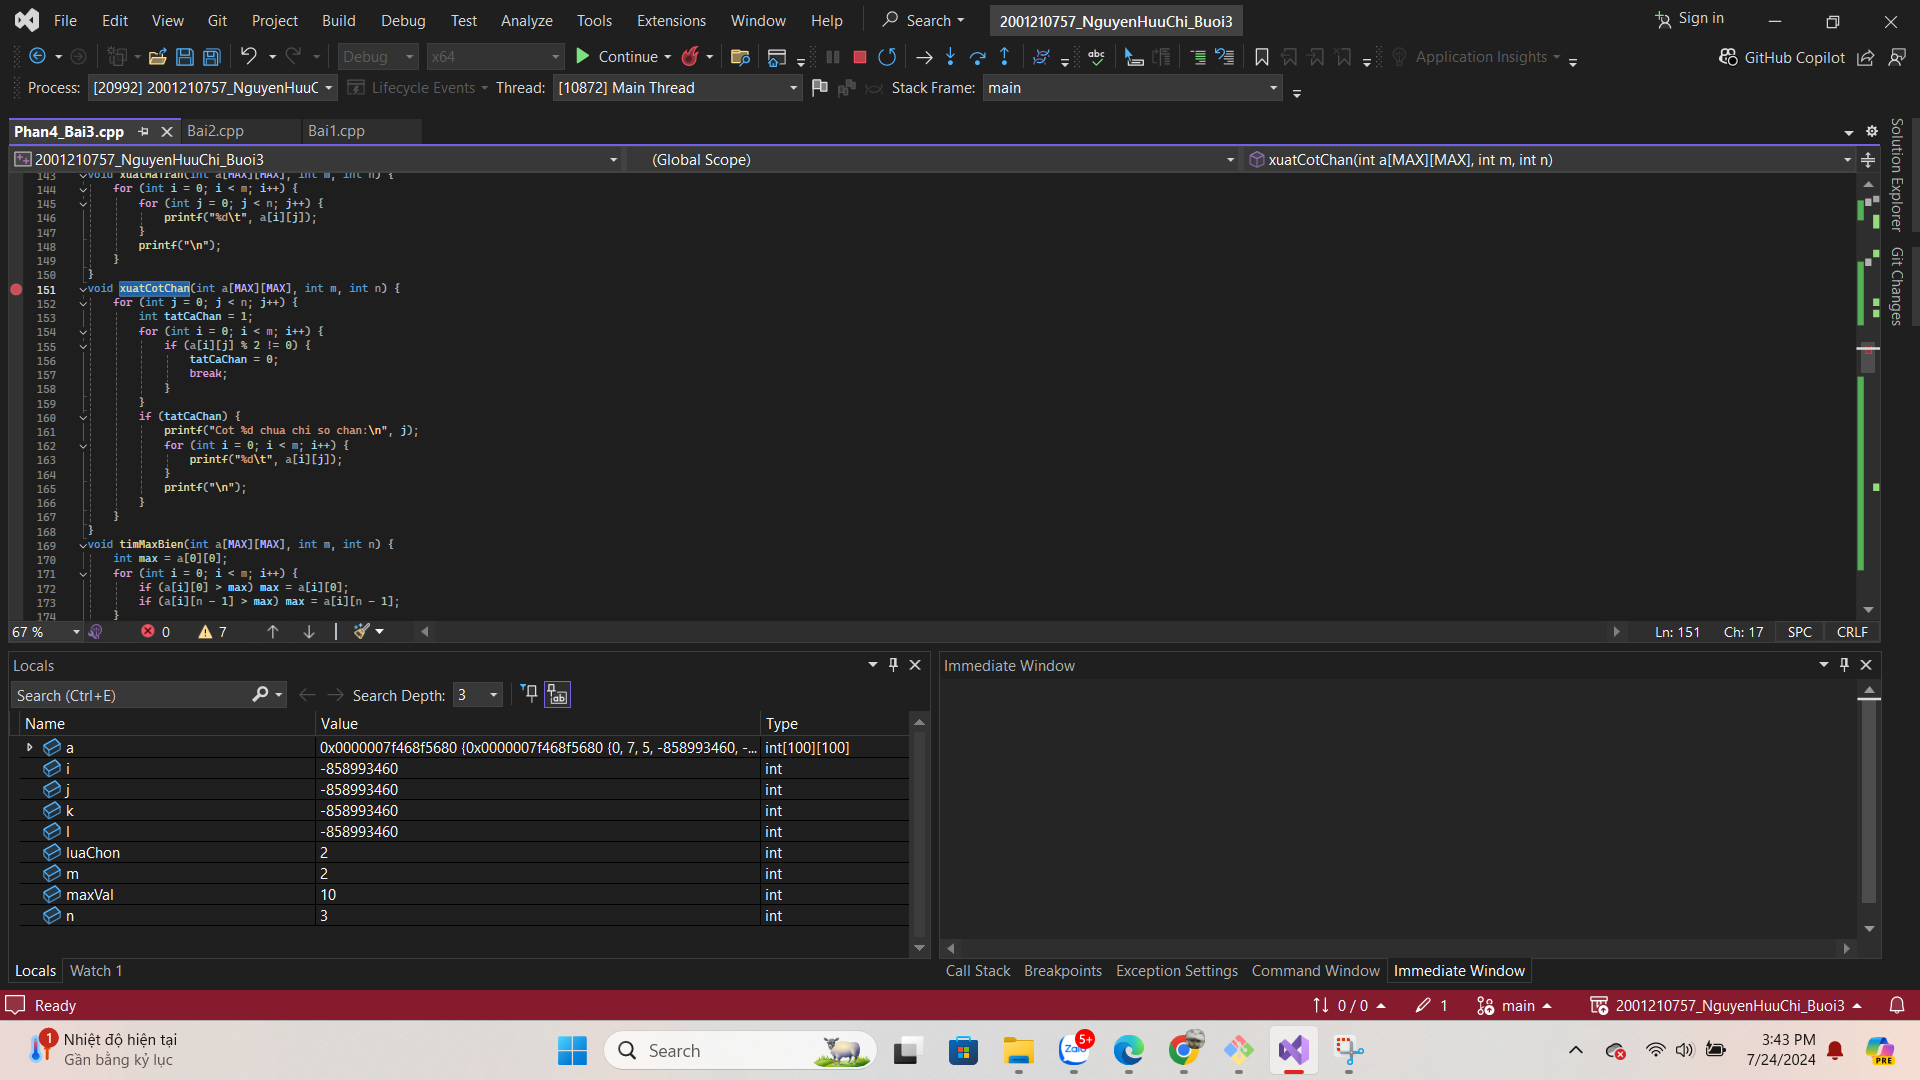 File Edit View Git Project Build Debug Test Analyze Tools Extensions Window Help Search 2001210757_NguyenHuuChi_Buoi3 Sign in
Debug x64 Continue abc Application Insights GitHub Copilot
Process: [20992] 2001210757_NguyenHuuC Lifecycle Events Thread: [10872] Main Thread Stack Frame: main
Phan4_Bai3.cpp Bai2.cpp Bai1.cpp
2001210757_NguyenHuuChi_Buoi3 (Global Scope) xuatCotChan(int a[MAX][MAX], int m, int n)
Solution Explorer
Git Changes
143 void xuatMaTran(int a[MAX][MAX], int m, int n) {
144 for (int i = 0; i < m; i++) {
145 for (int j = 0; j < n; j++) {
146 printf("%d\t", a[i][j]);
147 }
148 printf("\n");
149 }
150 }
151 void xuatCotChan(int a[MAX][MAX], int m, int n) {
152 for (int j = 0; j < n; j++) {
153 int tatCaChan = 1;
154 for (int i = 0; i < m; i++) {
155 if (a[i][j] % 2 != 0) {
156 tatCaChan = 0;
157 break;
158 }
159 }
160 if (tatCaChan) {
161 printf("Cot %d chua chi so chan:\n", j);
162 for (int i = 0; i < m; i++) {
163 printf("%d\t", a[i][j]);
164 }
165 printf("\n");
166 }
167 }
168 }
169 void timMaxBien(int a[MAX][MAX], int m, int n) {
170 int max = a[0][0];
171 for (int i = 0; i < m; i++) {
172 if (a[i][0] > max) max = a[i][0];
173 if (a[i][n - 1] > max) max = a[i][n - 1];
174 }
67 % 0 7 Ln: 151 Ch: 17 SPC CRLF
Locals
Search (Ctrl+E) Search Depth: 3
Name Value Type
a 0x0000007f468f5680 {0x0000007f468f5680 {0, 7, 5, -858993460, -... int[100][100]
i -858993460 int
j -858993460 int
k -858993460 int
l -858993460 int
luaChon 2 int
m 2 int
maxVal 10 int
n 3 int
Locals Watch 1
Immediate Window
Call Stack Breakpoints Exception Settings Command Window Immediate Window
Ready 0 / 0 1 main 2001210757_NguyenHuuChi_Buoi3
1 Nhiệt độ hiện tại
Gần bằng kỷ lục
Search
Zalo 5+
PRE
3:43 PM
7/24/2024